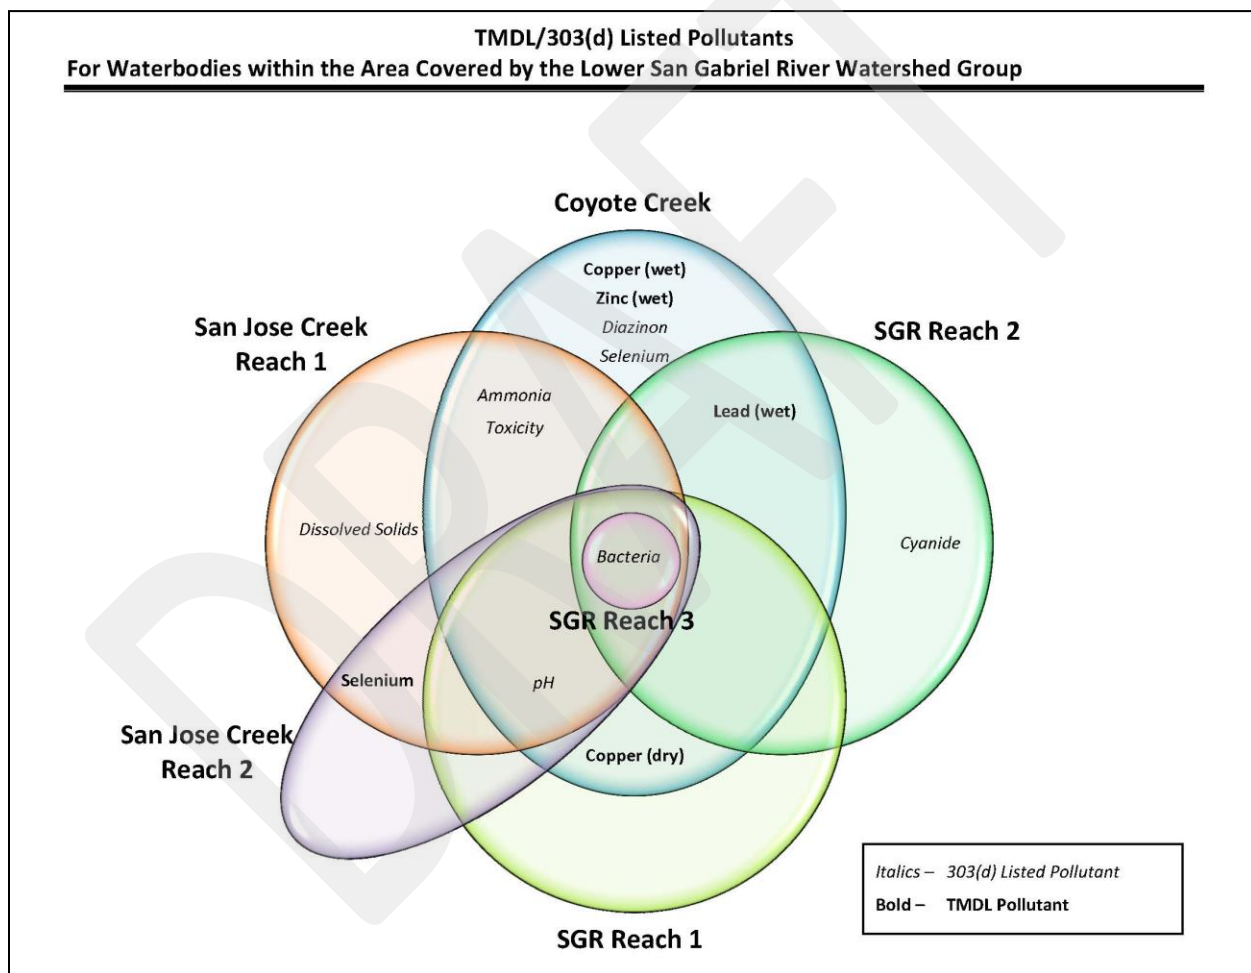 TMDL/303(d) Listed Pollutants
For Waterbodies within the Area Covered by the Lower San Gabriel River Watershed Group
Coyote Creek
Copper (wet)
Zinc (wet)
Diazinon
Selenium
San Jose Creek
Reach 1
SGR Reach 2
Ammonia
Toxicity
Lead (wet)
Dissolved Solids
Bacteria
Cyanide
SGR Reach 3
Selenium
pH
San Jose Creek
Reach 2
Copper (dry)
Italics – 303(d) Listed Pollutant
Bold – TMDL Pollutant
SGR Reach 1
DRAFT